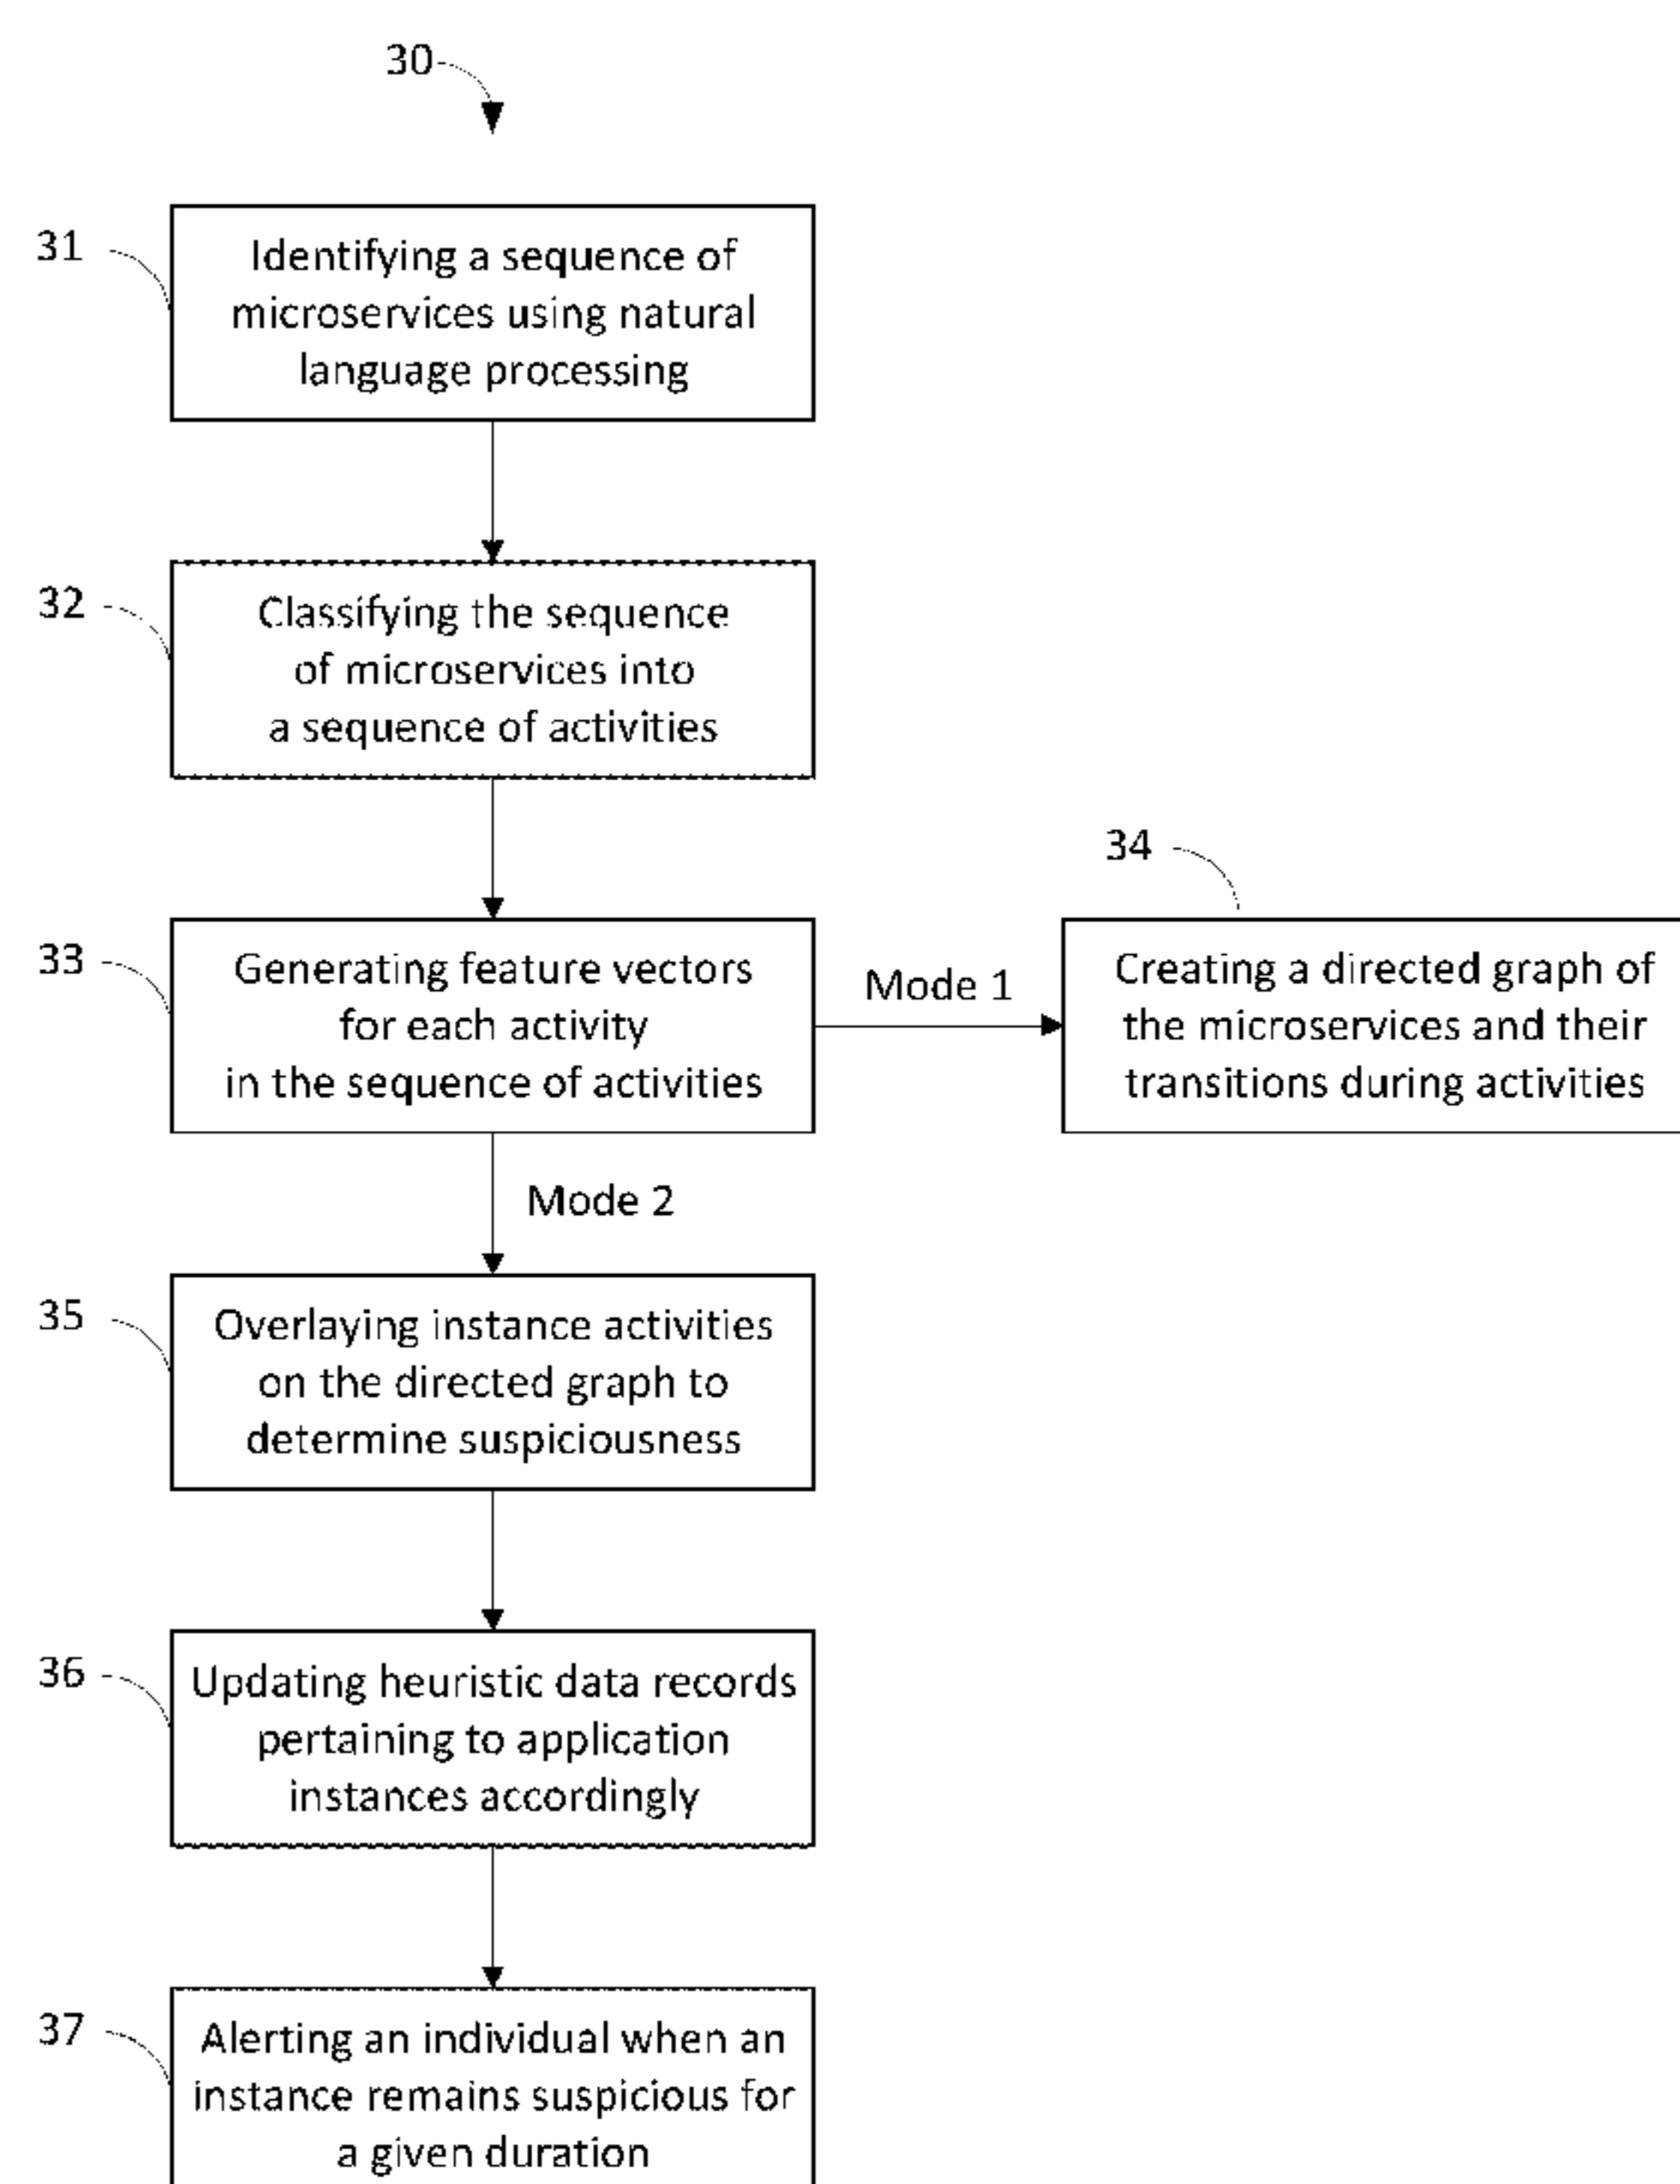 30
31
Identifying a sequence of
microservices using natural
language processing
32
Classifying the sequence
of microservices into
a sequence of activities
33
Generating feature vectors
for each activity
in the sequence of activities
Mode 1
34
Creating a directed graph of
the microservices and their
transitions during activities
Mode 2
35
Overlaying instance activities
on the directed graph to
determine suspiciousness
36
Updating heuristic data records
pertaining to application
instances accordingly
37
Alerting an individual when an
instance remains suspicious for
a given duration